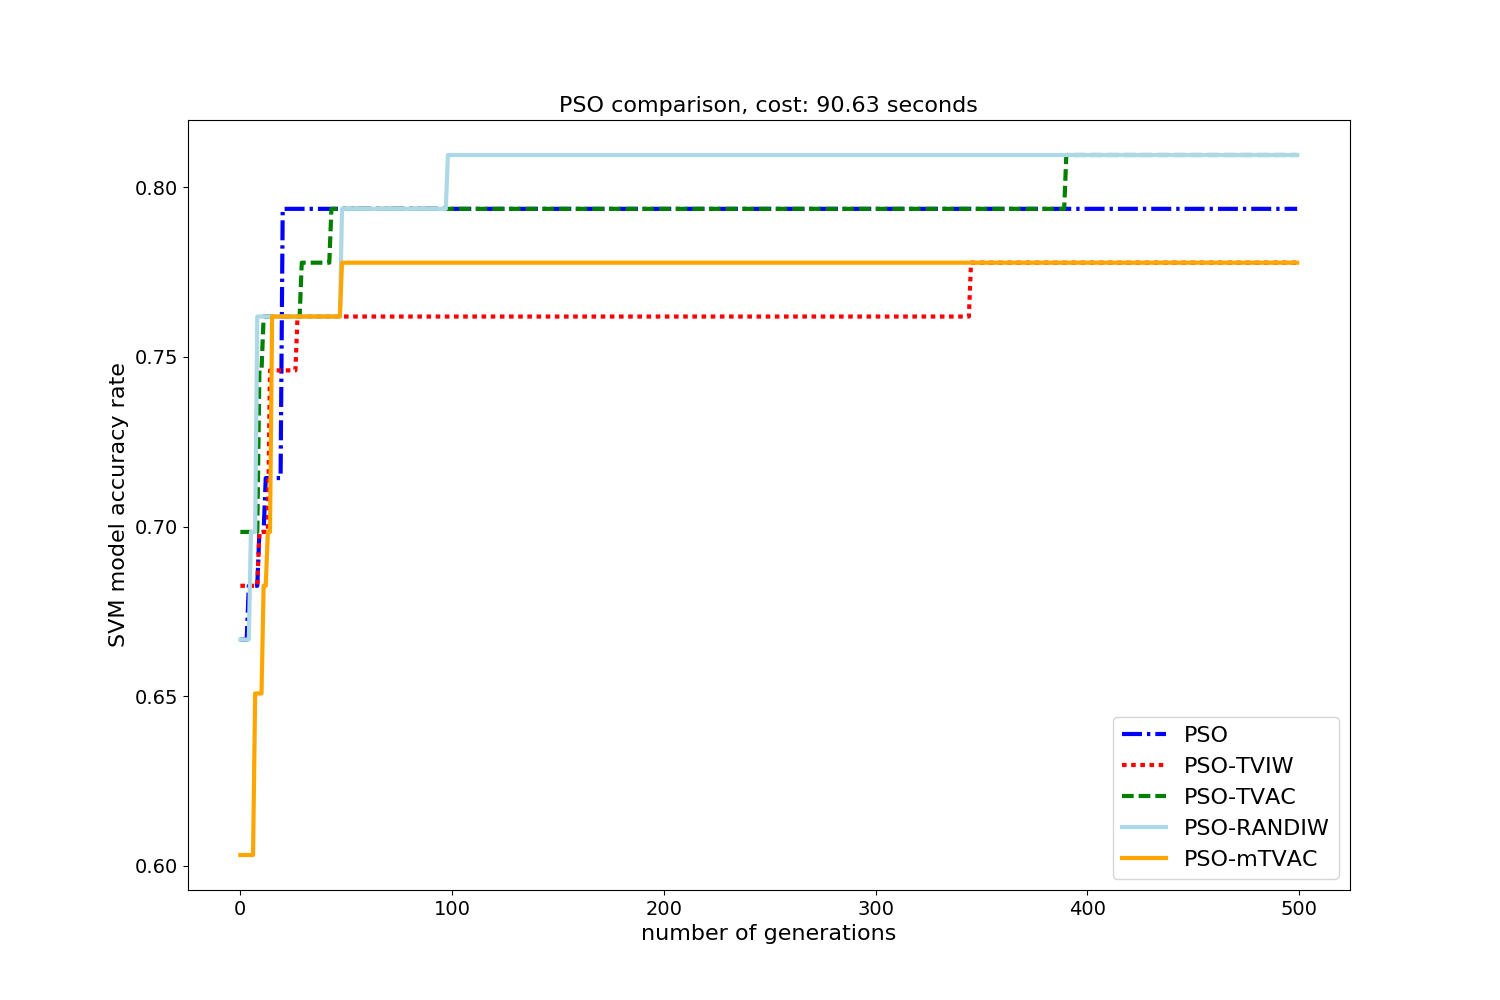 PSO comparison, cost: 90.63 seconds
0.80
0.75
0.70
0.65
0.60
SVM model accuracy rate
0
100
200
300
400
500
number of generations
PSO
PSO-TVIW
PSO-TVAC
PSO-RANDIW
PSO-mTVAC